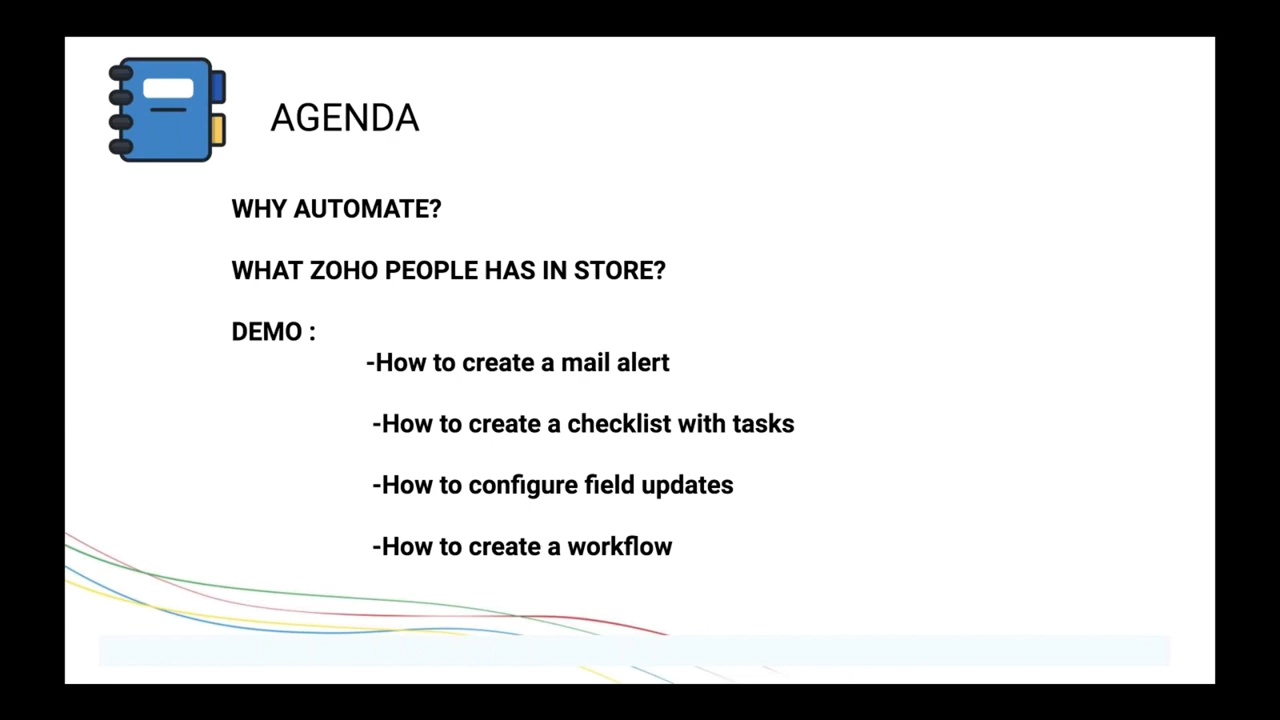 AGENDA
WHY AUTOMATE?
WHAT ZOHO PEOPLE HAS IN STORE?
DEMO :
-How to create a mail alert
-How to create a checklist with tasks
-How to configure field updates
-How to create a workflow